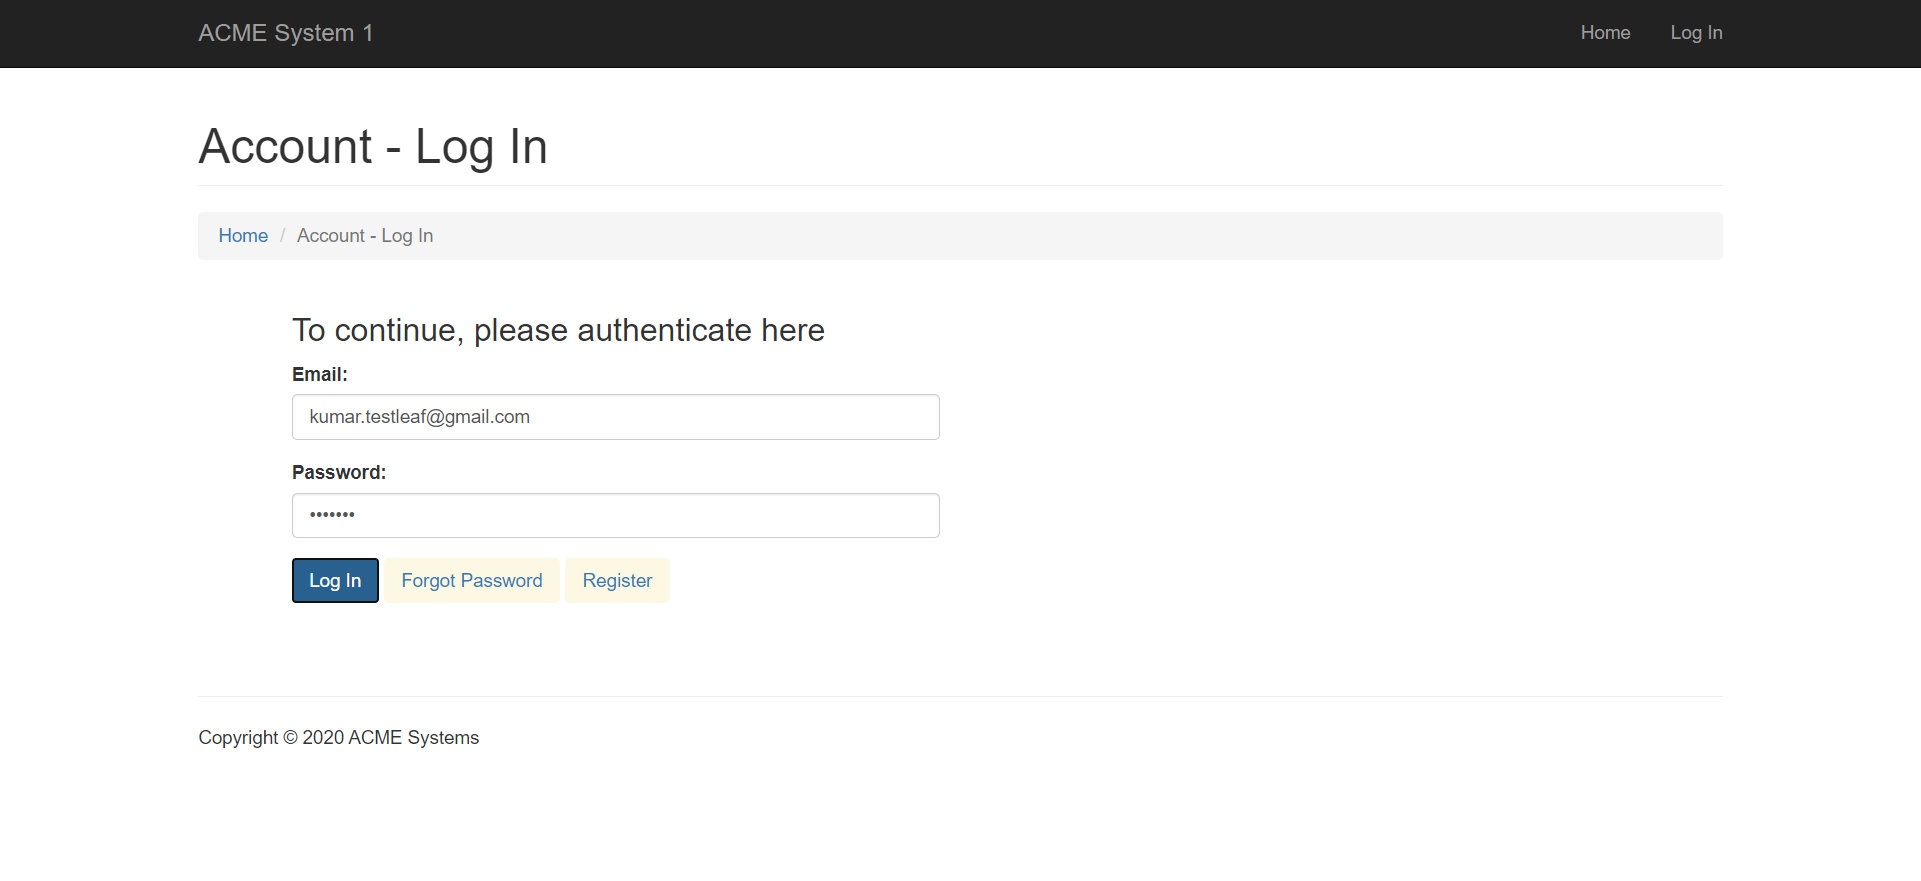 ACME System 1 Home Log In
Account - Log In
Home / Account - Log In
To continue, please authenticate here
Email:
kumar.testleaf@gmail.com
Password:
•••••••
Log In Forgot Password Register
Copyright © 2020 ACME Systems